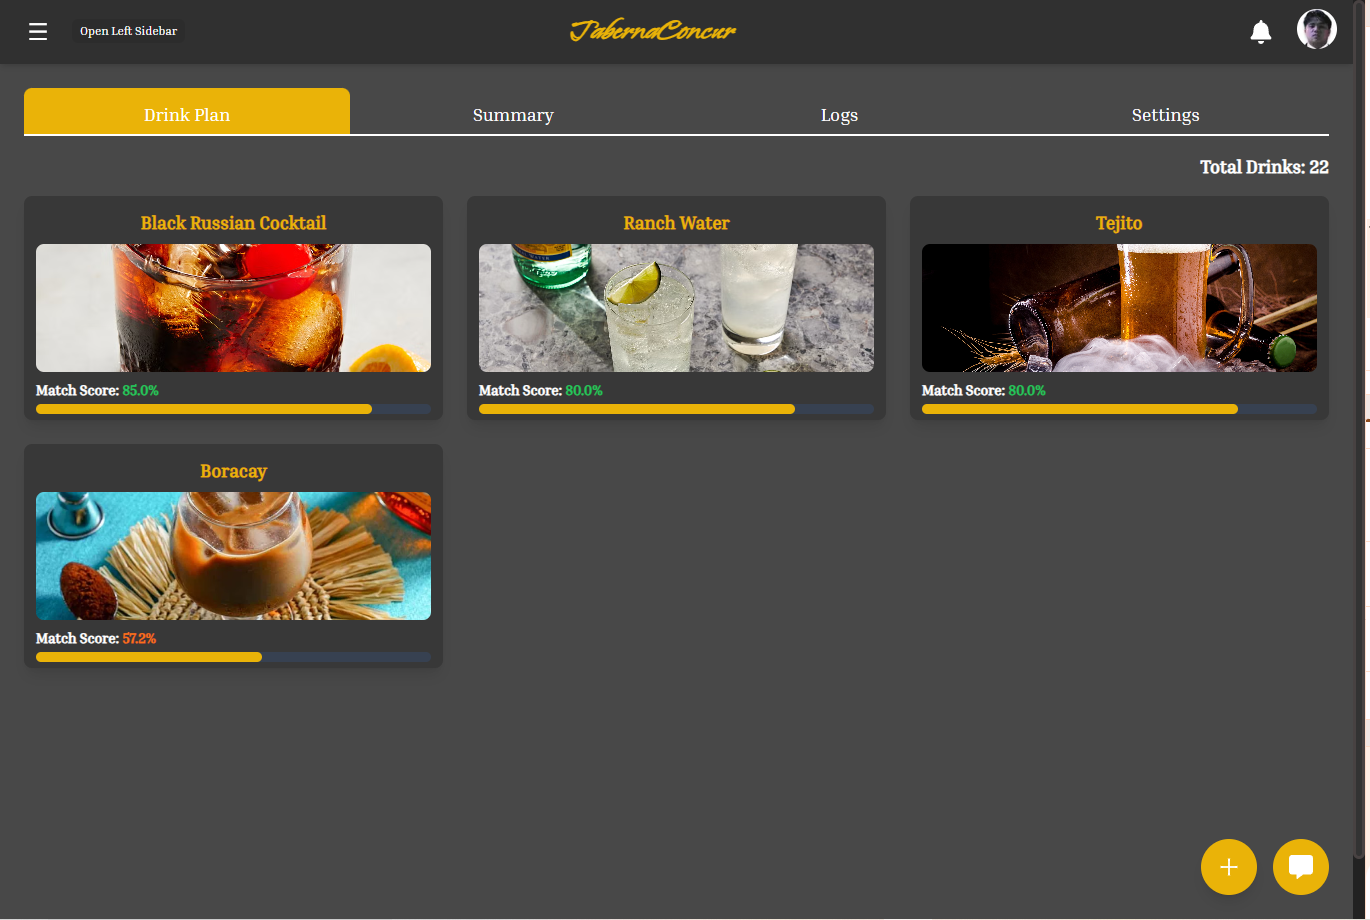 Open Left Sidebar
TabernaConcur
Drink Plan
Summary
Logs
Settings
Total Drinks: 22
Black Russian Cocktail
Ranch Water
Tejito
Match Score: 85.0%
Match Score: 80.0%
Match Score: 80.0%
Boracay
Match Score: 57.2%